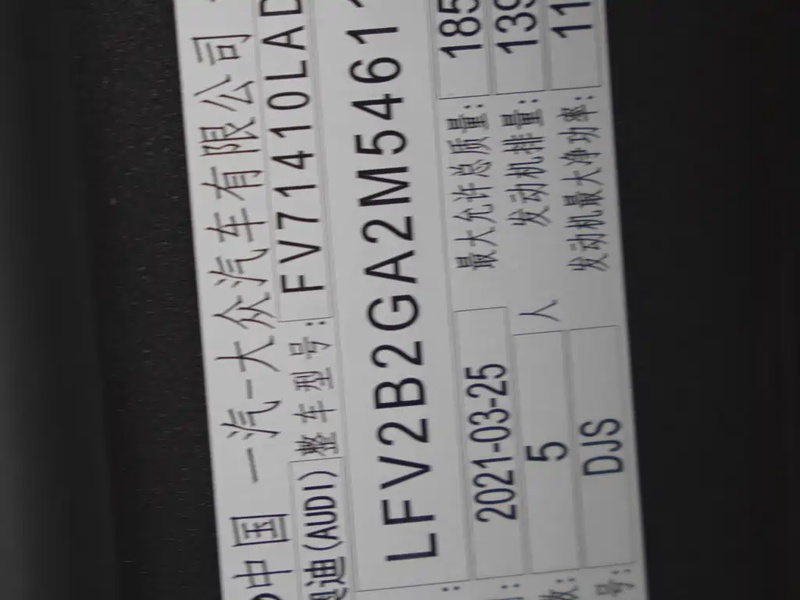 中国 一汽-大众汽车有限公司
奥迪(AUDI) 整车型号: FV71410LAD
LFV2B2GA2M54611
2021-03-25 最大允许总质量: 185
5 人 发动机排量: 139
DJS 发动机最大净功率: 11